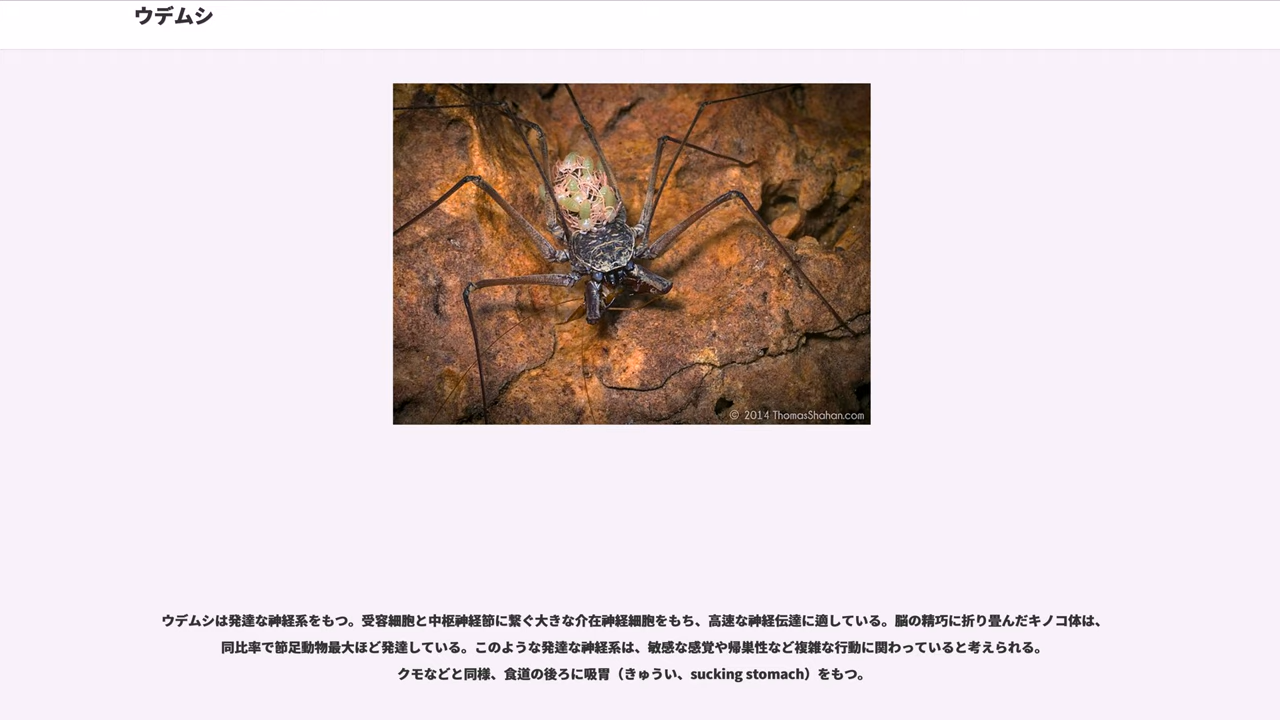 ウデムシ
© 2014 ThomasShahan.com
ウデムシは発達な神経系をもつ。受容細胞と中枢神経節に繋ぐ大きな介在神経細胞をもち、高速な神経伝達に適している。脳の精巧に折り畳んだキノコ体は、
同比率で節足動物最大ほど発達している。このような発達な神経系は、敏感な感覚や帰巣性など複雑な行動に関わっていると考えられる。
クモなどと同様、食道の後ろに吸胃（きゅうい、sucking stomach）をもつ。